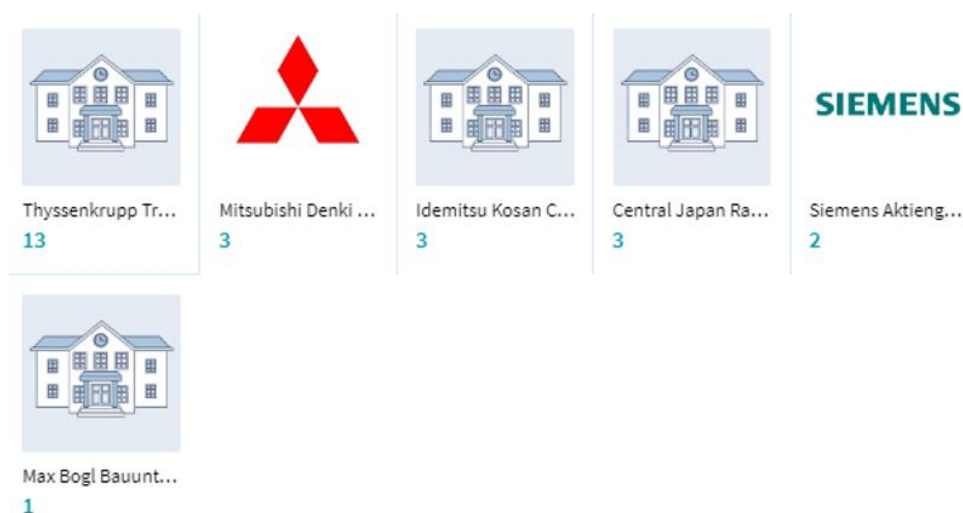 SIEMENS
Thyssenkrupp Tr...
Mitsubishi Denki ...
Idemitsu Kosan C...
Central Japan Ra...
Siemens Aktieng...
13
3
3
3
2
Max Bogl Bauunt...
1